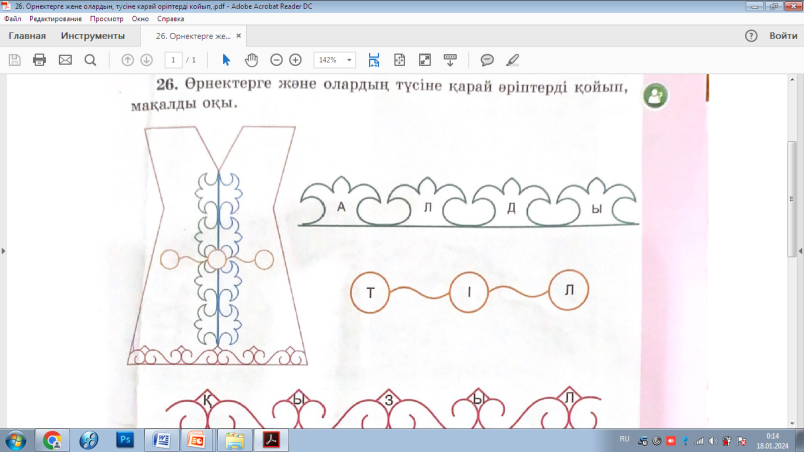 26. Өрнектерге және олардың, түсіне қарай әріптерді қойып,.pdf - Adobe Acrobat Reader DC
Файл Редактирование Просмотр Окно Справка
Главная Инструменты 26. Өрнектерге же... × Войти
1 / 1 142%
26. Өрнектерге және олардың түсіне қарай әріптерді қойып,
мақалды оқы.
А Л Д Ы
Т І Л
Қ Ы З Ы Л
RU 0:14
18.01.2024